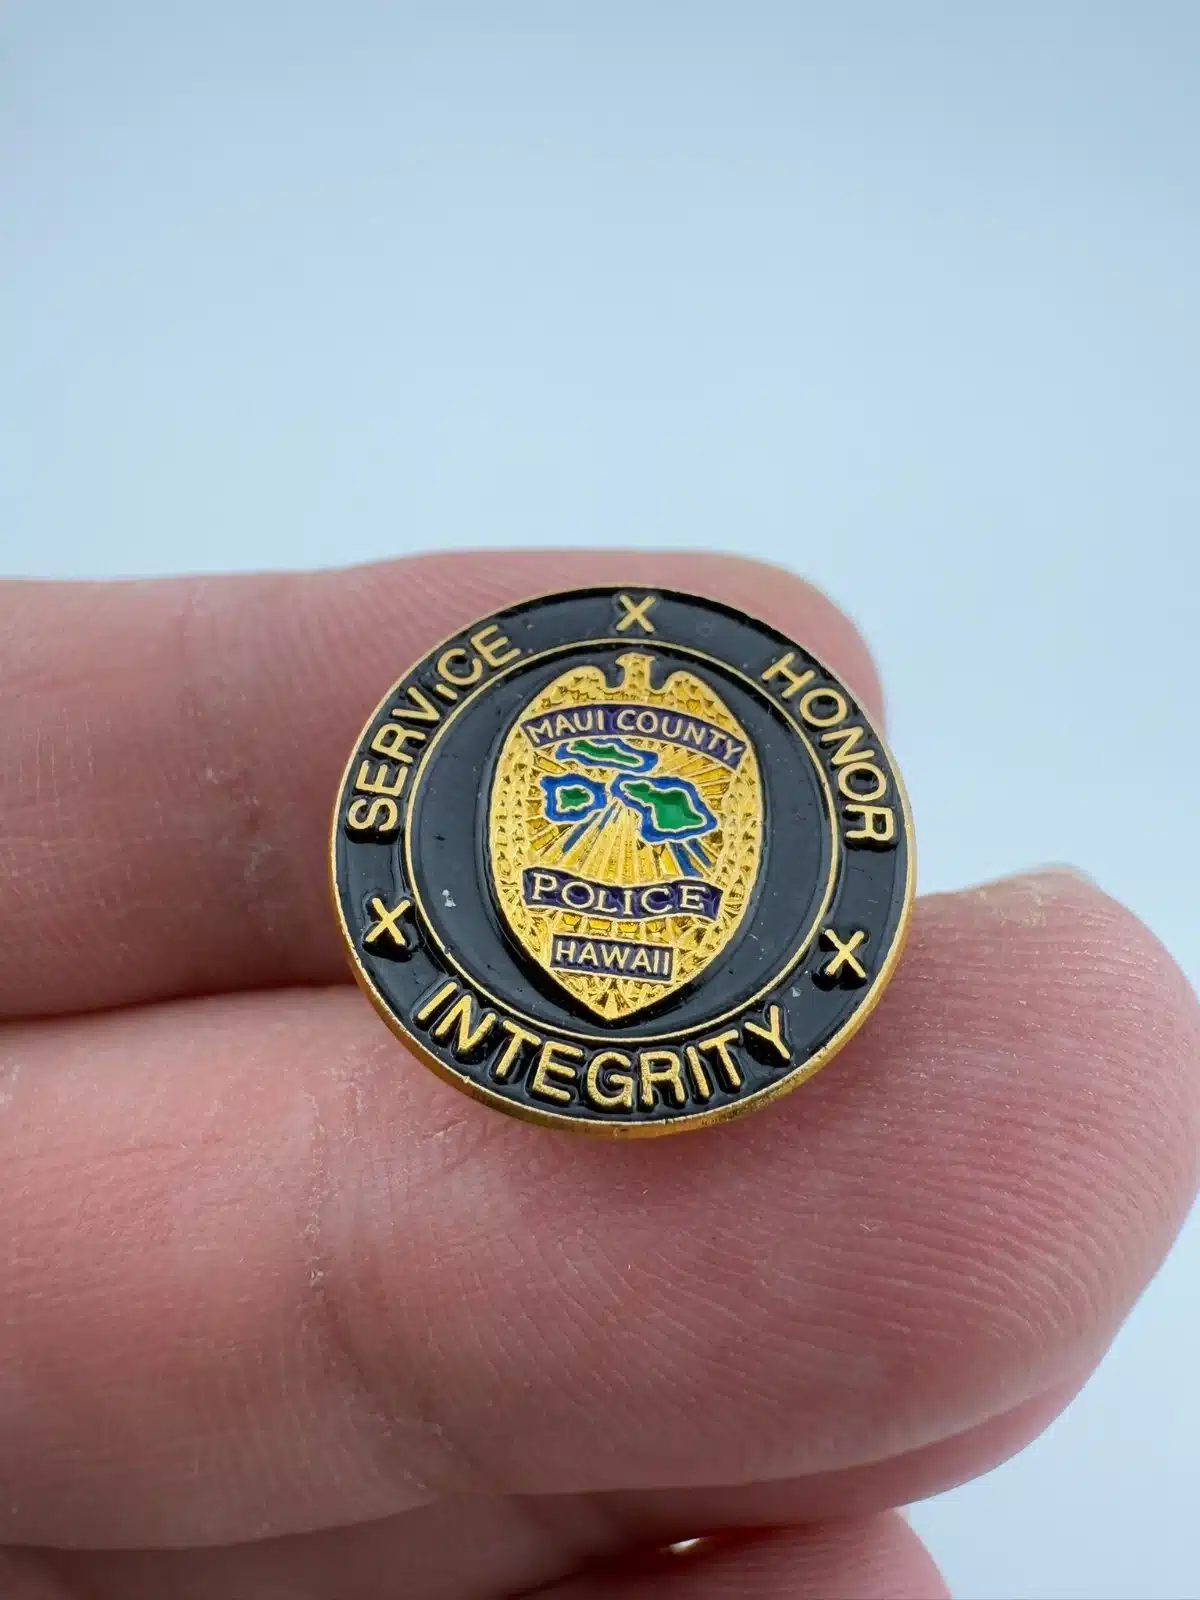 SERVICE X HONOR X INTEGRITY X
MAUI COUNTY
POLICE
HAWAII